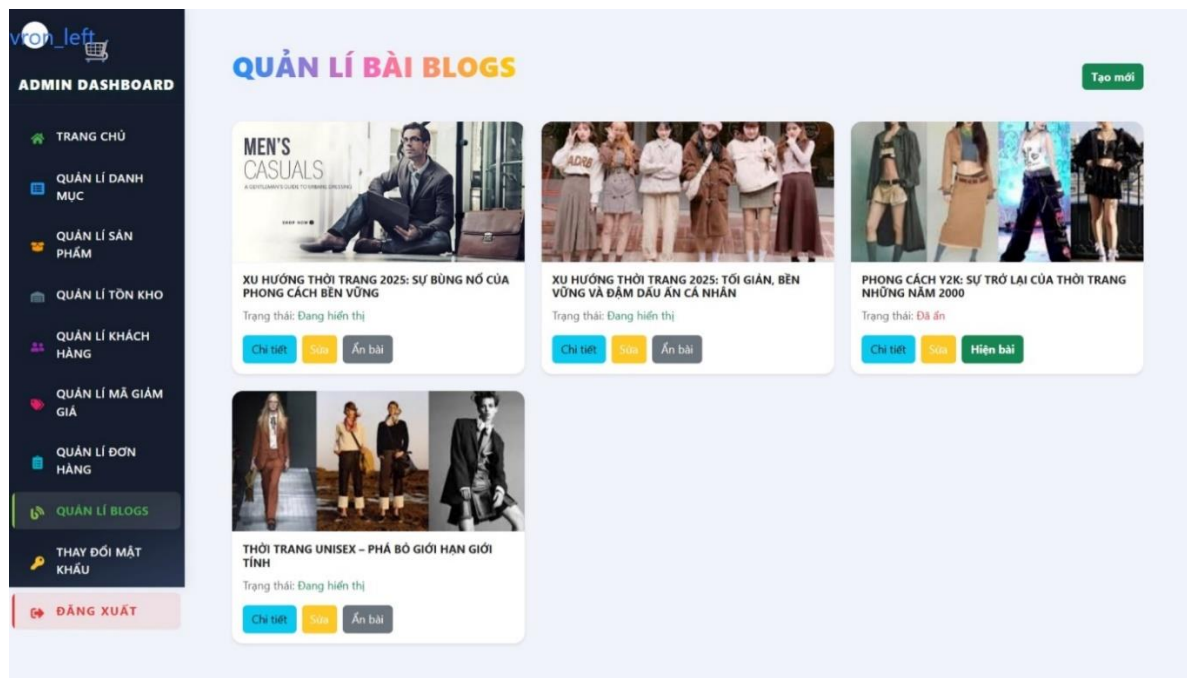 vron_left
ADMIN DASHBOARD
TRANG CHỦ
QUẢN LÍ DANH
MỤC
QUẢN LÍ SẢN
PHẨM
QUẢN LÍ TỒN KHO
QUẢN LÍ KHÁCH
HÀNG
QUẢN LÍ MÃ GIẢM
GIÁ
QUẢN LÍ ĐƠN
HÀNG
QUẢN LÍ BLOGS
THAY ĐỔI MẬT
KHẨU
ĐĂNG XUẤT
QUẢN LÍ BÀI BLOGS
Tạo mới
MEN'S
CASUALS
A GENTLEMAN'S GUIDE TO URBANE DRESSING
SHOP NOW
XU HƯỚNG THỜI TRANG 2025: SỰ BÙNG NỔ CỦA
PHONG CÁCH BỀN VỮNG
Trạng thái: Đang hiển thị
Chi tiết Sửa Ẩn bài
XU HƯỚNG THỜI TRANG 2025: TỐI GIẢN, BỀN
VỮNG VÀ ĐẬM DẤU ẤN CÁ NHÂN
Trạng thái: Đang hiển thị
Chi tiết Sửa Ẩn bài
PHONG CÁCH Y2K: SỰ TRỞ LẠI CỦA THỜI TRANG
NHỮNG NĂM 2000
Trạng thái: Đã ẩn
Chi tiết Sửa Hiện bài
THỜI TRANG UNISEX – PHÁ BỎ GIỚI HẠN GIỚI
TÍNH
Trạng thái: Đang hiển thị
Chi tiết Sửa Ẩn bài